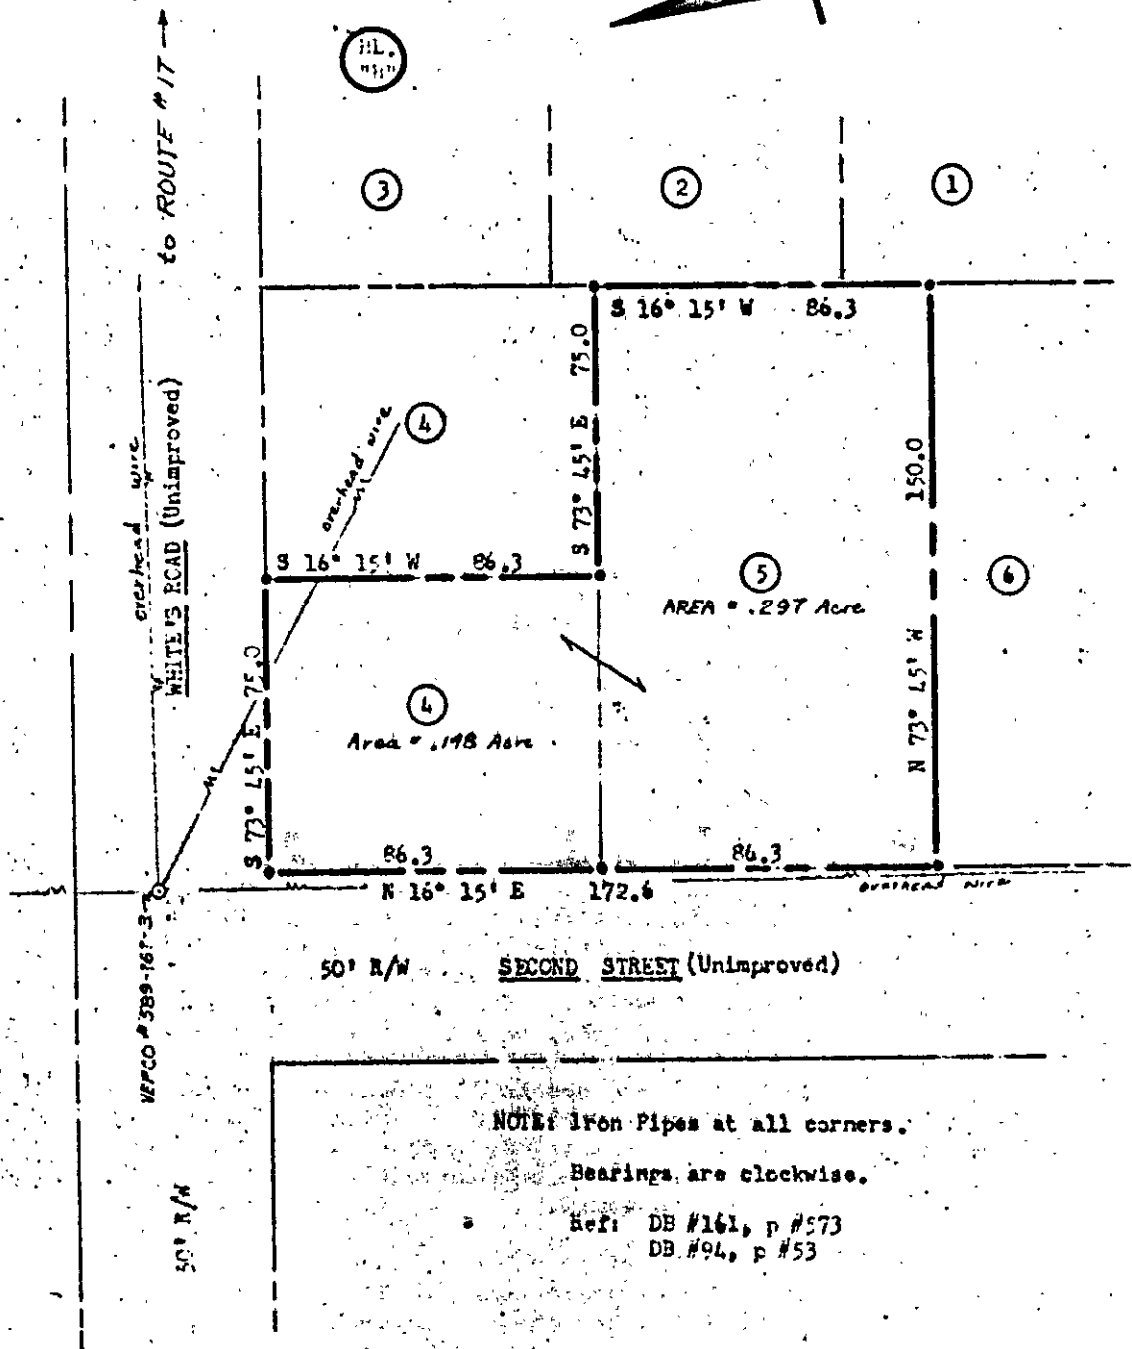 BL.
"H"
to ROUTE #17
3
2
1
S 16° 15' W 86.3
S 73° 45' E 75.0
150.0
N 73° 45' W
overhead wire
4
overhead wire
WHITE'S ROAD (Unimproved)
S 16° 15' W 86.3
5
AREA = .297 Acre
6
S 73° 45' E 75.0
4
Area = .148 Acre
86.3
86.3
N 16° 15' E 172.6
overhead wire
VEPCO #
50' R/W SECOND STREET (Unimproved)
NOTE: Iron Pipes at all corners.
Bearings are clockwise.
Ref: DB #161, p #573
DB #94, p #53
50' R/W